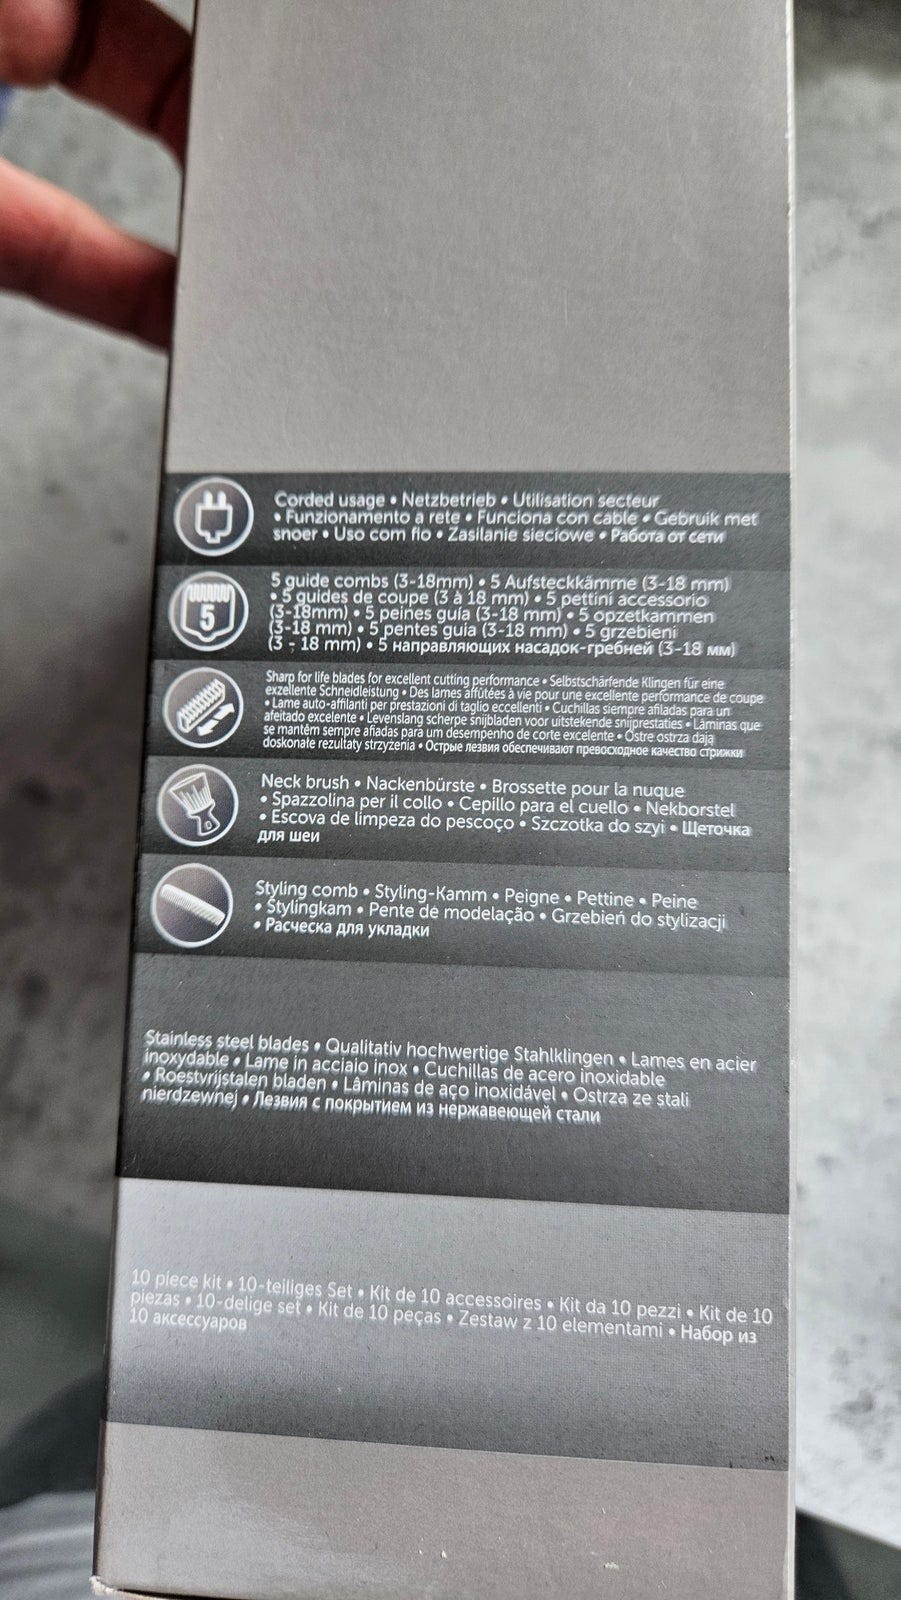 Corded usage • Netzbetrieb • Utilisation secteur
• Funzionamento a rete • Funciona con cable • Gebruik met
snoer • Uso com fio • Zasilanie sieciowe • Работа от сети
5
5 guide combs (3-18mm) • 5 Aufsteckkämme (3-18 mm)
• 5 guides de coupe (3 à 18 mm) • 5 pettini accessorio
(3-18mm) • 5 peines guía (3-18 mm) • 5 opzetkammen
(3-18 mm) • 5 pentes guia (3-18 mm) • 5 grzebieni
(3 - 18 mm) • 5 направляющих насадок-гребней (3-18 мм)
Sharp for life blades for excellent cutting performance • Selbstschärfende Klingen für eine
exzellente Schneidleistung • Des lames affûtées à vie pour une excellente performance de coupe
• Lame auto-affilanti per prestazioni di taglio eccellenti • Cuchillas siempre afiladas para un
afeitado excelente • Levenslang scherpe snijbladen voor uitstekende snijprestaties • Lâminas que
se mantêm sempre afiadas para um desempenho de corte excelente • Ostre ostrza dają
doskonałe rezultaty strzyżenia • Острые лезвия обеспечивают превосходное качество стрижки
Neck brush • Nackenbürste • Brossette pour la nuque
• Spazzolina per il collo • Cepillo para el cuello • Nekborstel
• Escova de limpeza do pescoço • Szczotka do szyi • Щеточка
для шеи
Styling comb • Styling-Kamm • Peigne • Pettine • Peine
• Stylingkam • Pente de modelação • Grzebień do stylizacji
• Расческа для укладки
Stainless steel blades • Qualitativ hochwertige Stahlklingen • Lames en acier
inoxydable • Lame in acciaio inox • Cuchillas de acero inoxidable
• Roestvrijstalen bladen • Lâminas de aço inoxidável • Ostrza ze stali
nierdzewnej • Лезвия с покрытием из нержавеющей стали
10 piece kit • 10-teiliges Set • Kit de 10 accessoires • Kit da 10 pezzi • Kit de 10
piezas • 10-delige set • Kit de 10 peças • Zestaw z 10 elementami • Набор из
10 аксессуаров